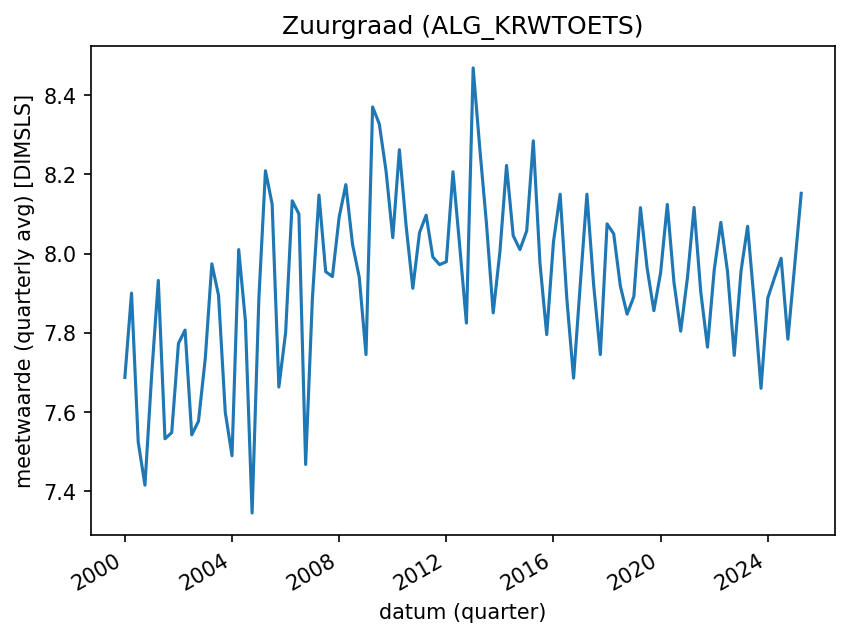 Zuurgraad (ALG_KRWTOETS)
meetwaarde (quarterly avg) [DIMSLS]
8.4
8.2
8.0
7.8
7.6
7.4
2000 2004 2008 2012 2016 2020 2024
datum (quarter)